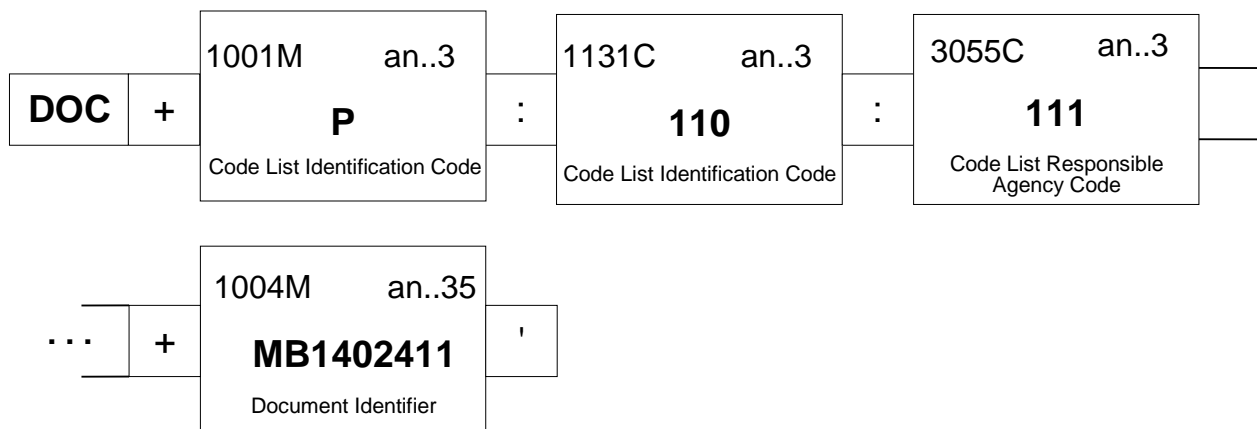 1001M an..3
1131C an..3
3055C an..3
DOC + P : 110 : 111
Code List Identification Code
Code List Identification Code
Code List Responsible
Agency Code
1004M an..35
... + MB1402411 '
Document Identifier